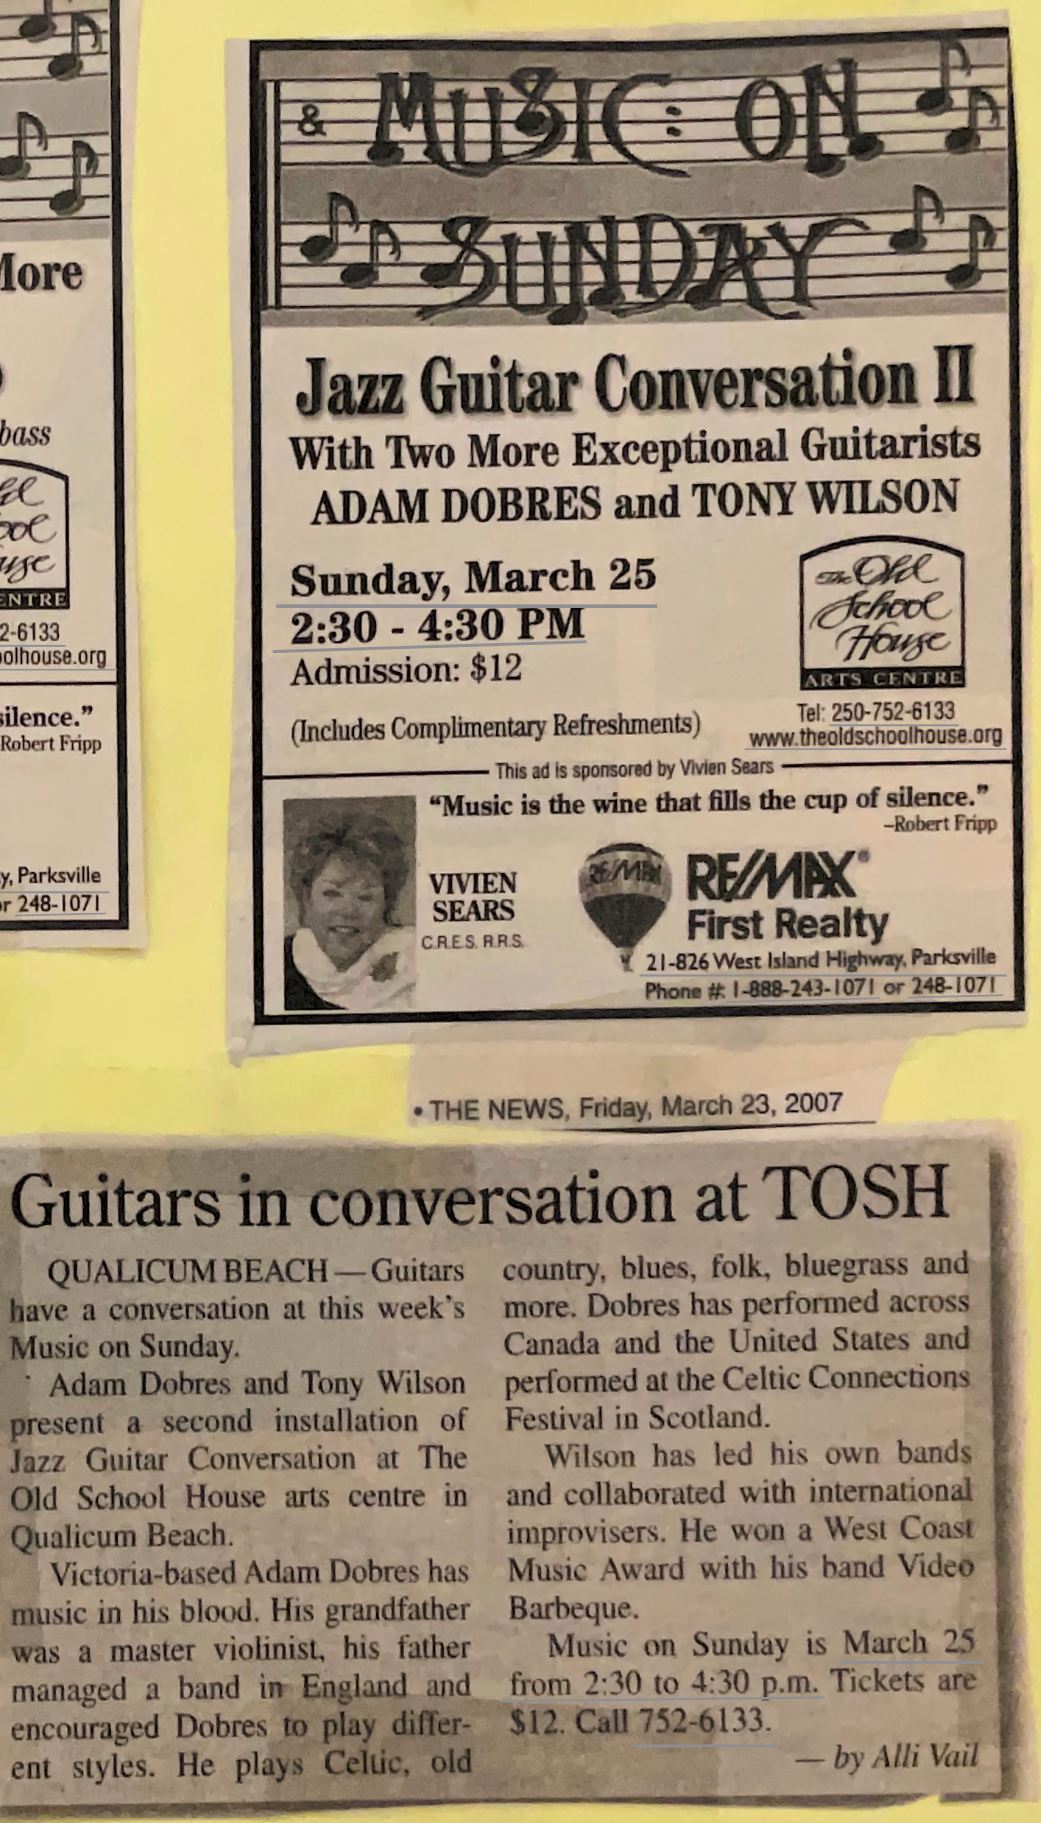 More
bass
2-6133
oolhouse.org
silence."
Robert Fripp
y, Parksville
or 248-1071
& MUSIC: ON
SUNDAY
Jazz Guitar Conversation II
With Two More Exceptional Guitarists
ADAM DOBRES and TONY WILSON
Sunday, March 25
2:30 - 4:30 PM
Admission: $12
(Includes Complimentary Refreshments)
The Old
School
House
ARTS CENTRE
Tel: 250-752-6133
www.theoldschoolhouse.org
This ad is sponsored by Vivien Sears
"Music is the wine that fills the cup of silence."
–Robert Fripp
VIVIEN
SEARS
C.R.E.S. R.R.S.
RE/MAX
RE/MAX®
First Realty
21-826 West Island Highway, Parksville
Phone #: 1-888-243-1071 or 248-1071
• THE NEWS, Friday, March 23, 2007
Guitars in conversation at TOSH
QUALICUM BEACH — Guitars
have a conversation at this week's
Music on Sunday.
Adam Dobres and Tony Wilson
present a second installation of
Jazz Guitar Conversation at The
Old School House arts centre in
Qualicum Beach.
Victoria-based Adam Dobres has
music in his blood. His grandfather
was a master violinist, his father
managed a band in England and
encouraged Dobres to play differ-
ent styles. He plays Celtic, old
country, blues, folk, bluegrass and
more. Dobres has performed across
Canada and the United States and
performed at the Celtic Connections
Festival in Scotland.
Wilson has led his own bands
and collaborated with international
improvisers. He won a West Coast
Music Award with his band Video
Barbeque.
Music on Sunday is March 25
from 2:30 to 4:30 p.m. Tickets are
$12. Call 752-6133.
— by Alli Vail